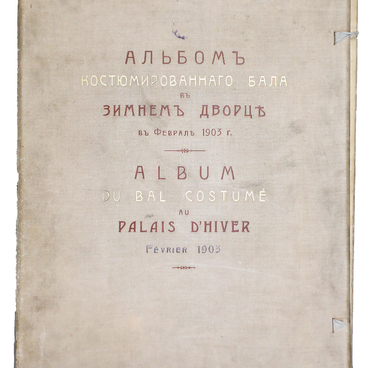 АЛЬБОМЪ
КОСТЮМИРОВАННАГО БАЛА
ВЪ
ЗИМНЕМЪ ДВОРЦѢ
ВЪ ФЕВРАЛѢ 1903 г.
ALBUM
DU BAL COSTUMÉ
AU
PALAIS D'HIVER
FÉVRIER 1903